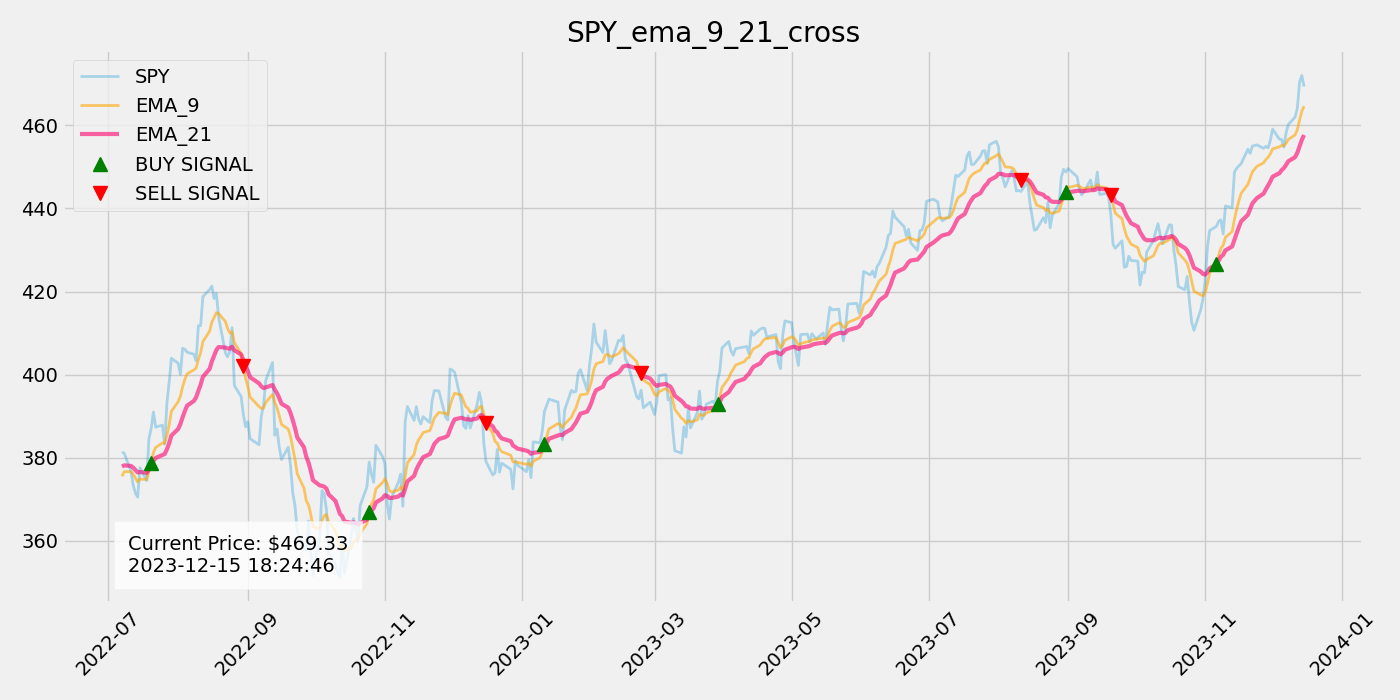 SPY_ema_9_21_cross
SPY
EMA_9
EMA_21
BUY SIGNAL
SELL SIGNAL
460
440
420
400
380
360
Current Price: $469.33
2023-12-15 18:24:46
2022-07
2022-09
2022-11
2023-01
2023-03
2023-05
2023-07
2023-09
2023-11
2024-01